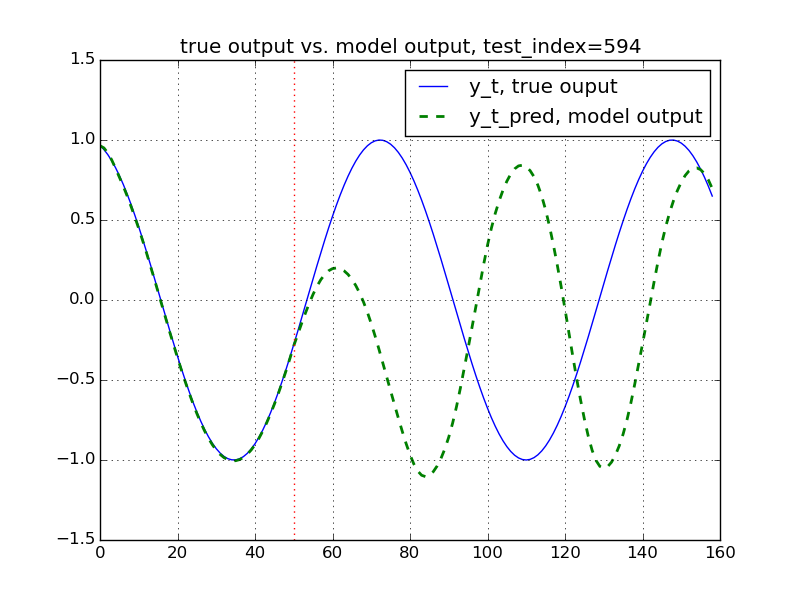 true output vs. model output, test_index=594
y_t, true ouput
y_t_pred, model output
1.5
1.0
0.5
0.0
−0.5
−1.0
−1.5
0 20 40 60 80 100 120 140 160